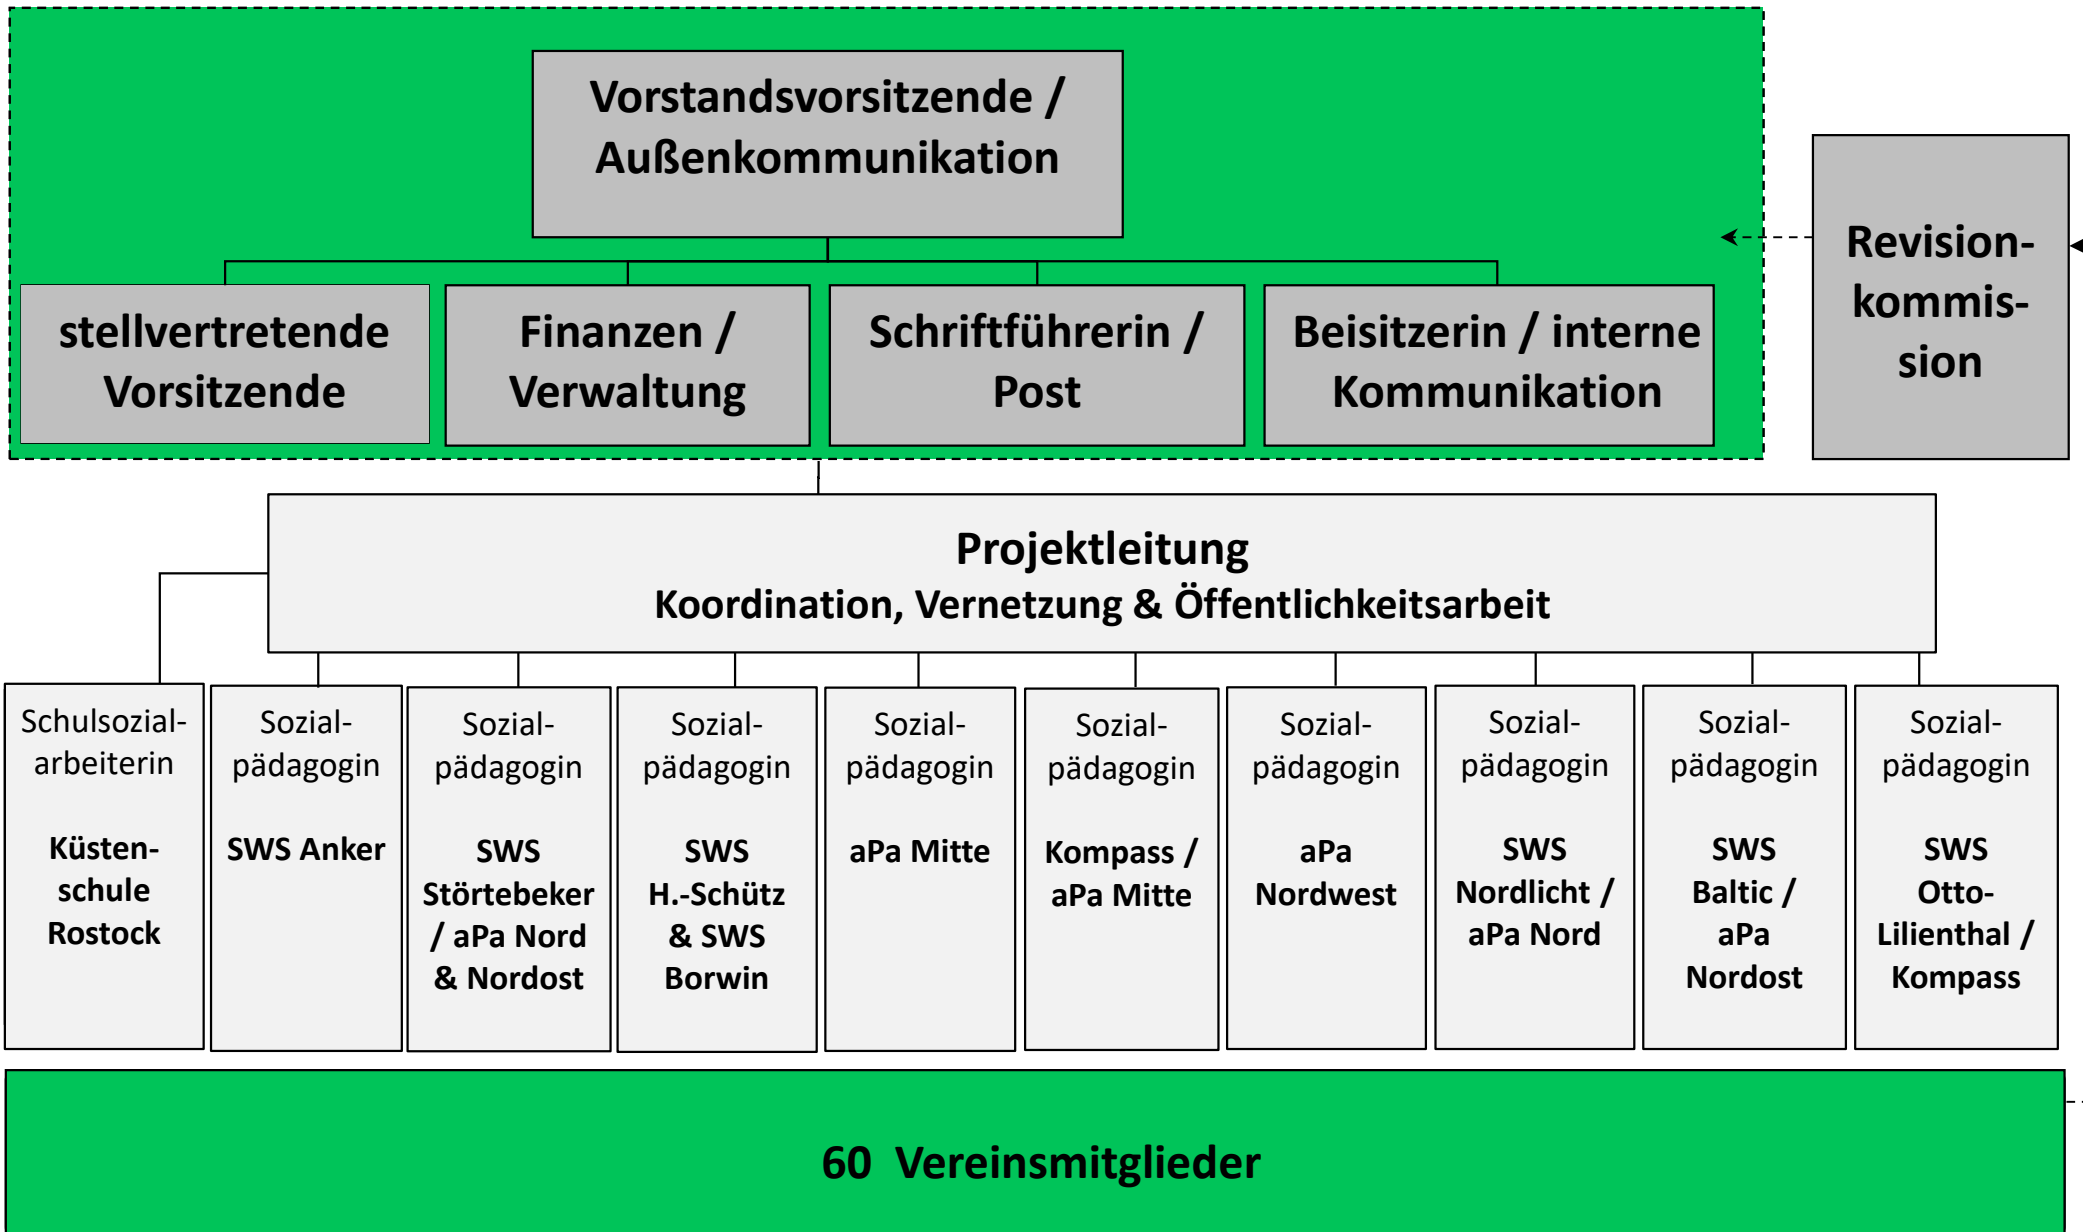 Vorstandsvorsitzende /
Außenkommunikation
Revision-
kommis-
sion
stellvertretende
Vorsitzende
Finanzen /
Verwaltung
Schriftführerin /
Post
Beisitzerin / interne
Kommunikation
Projektleitung
Koordination, Vernetzung & Öffentlichkeitsarbeit
Schulsozial-
arbeiterin
Küsten-
schule
Rostock
Sozial-
pädagogin
SWS Anker
Sozial-
pädagogin
SWS
Störtebeker
/ aPa Nord
& Nordost
Sozial-
pädagogin
SWS
H.-Schütz
& SWS
Borwin
Sozial-
pädagogin
aPa Mitte
Sozial-
pädagogin
Kompass /
aPa Mitte
Sozial-
pädagogin
aPa
Nordwest
Sozial-
pädagogin
SWS
Nordlicht /
aPa Nord
Sozial-
pädagogin
SWS
Baltic /
aPa
Nordost
Sozial-
pädagogin
SWS
Otto-
Lilienthal /
Kompass
60 Vereinsmitglieder